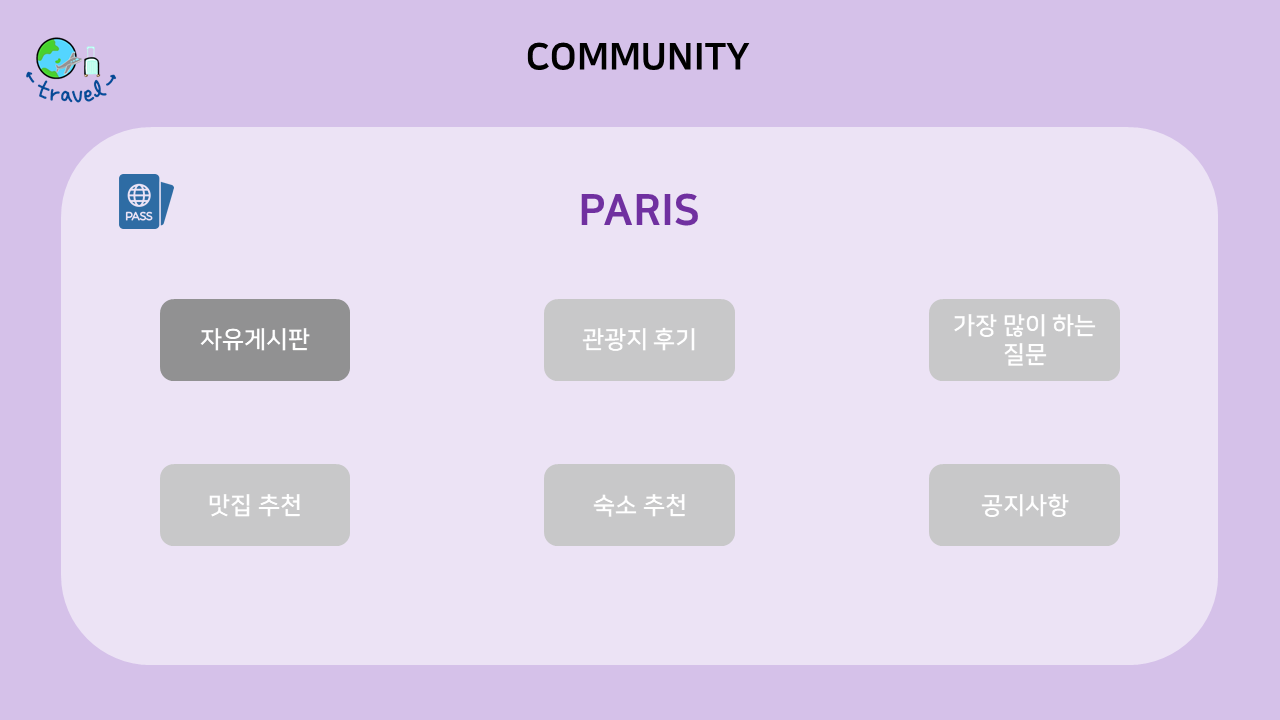 COMMUNITY
travel
PASS
PARIS
자유게시판
관광지 후기
가장 많이 하는
질문
맛집 추천
숙소 추천
공지사항